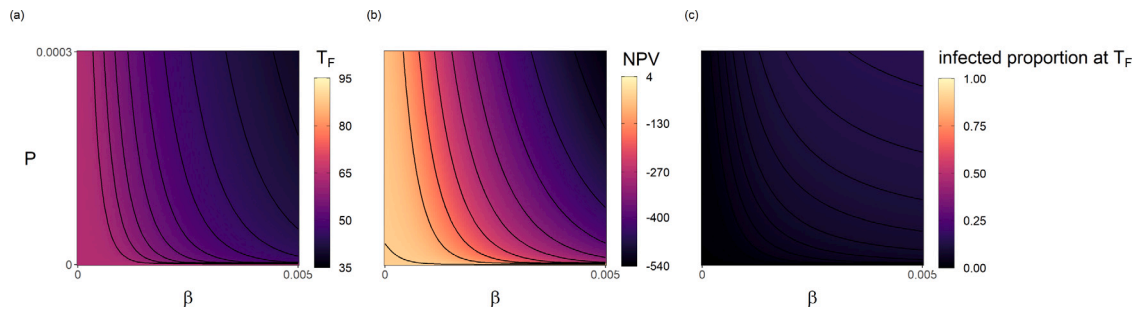 (a)
(b)
(c)
0.0003
P
0
0
0.005
β
T_F
95
80
65
50
35
0
0.005
β
NPV
4
-130
-270
-400
-540
0
0.005
β
infected proportion at T_F
1.00
0.75
0.50
0.25
0.00